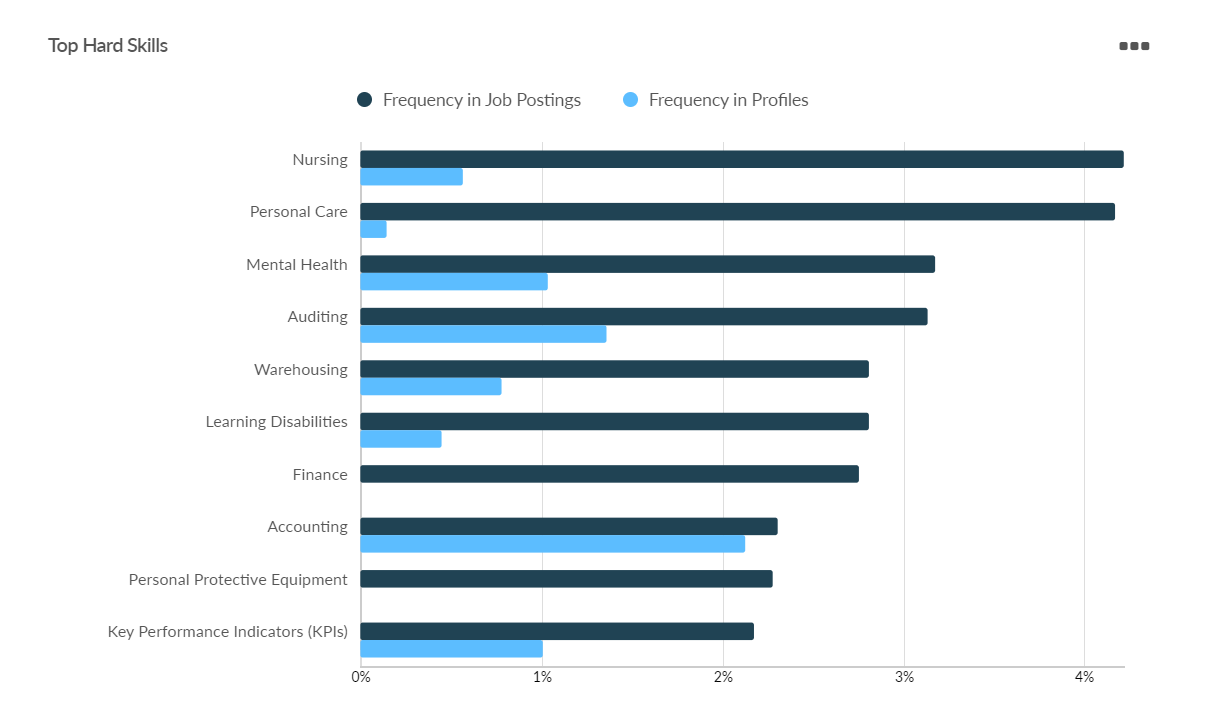 Top Hard Skills
Frequency in Job Postings
Frequency in Profiles
Nursing
Personal Care
Mental Health
Auditing
Warehousing
Learning Disabilities
Finance
Accounting
Personal Protective Equipment
Key Performance Indicators (KPIs)
0% 1% 2% 3% 4%